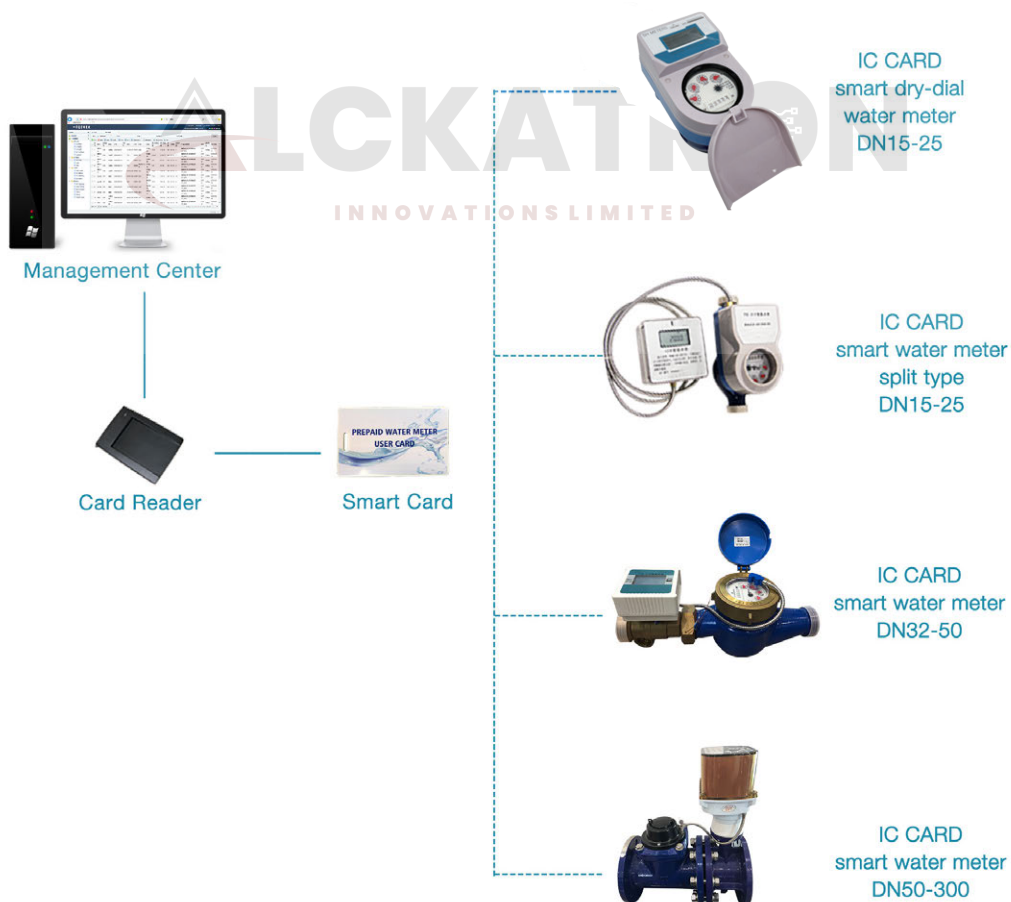 ALCKATRON
INNOVATIONS LIMITED
Management Center
Card Reader
PREPAID WATER METER
USER CARD
Smart Card
IC CARD
smart dry-dial
water meter
DN15-25
IC CARD
smart water meter
split type
DN15-25
IC CARD
smart water meter
DN32-50
IC CARD
smart water meter
DN50-300